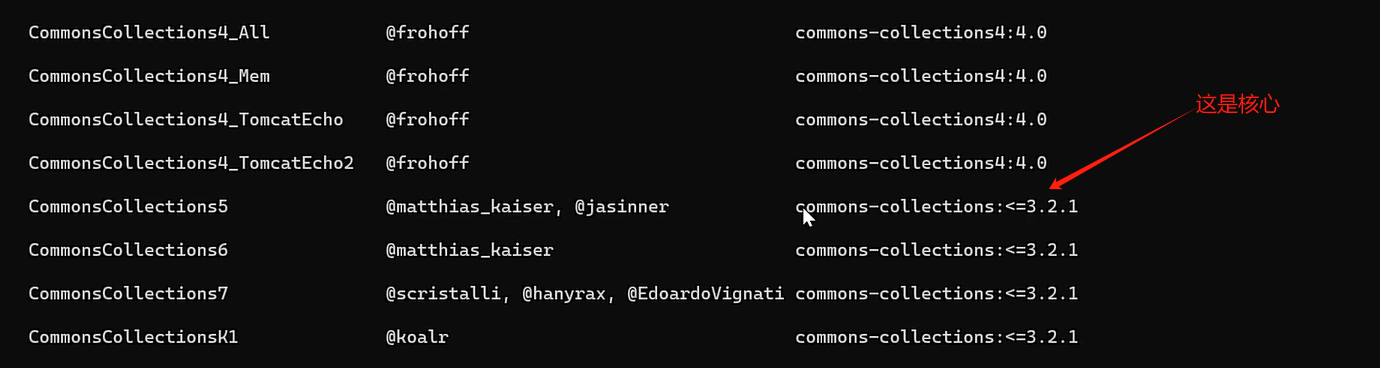 CommonsCollections4_All @frohoff commons-collections4:4.0
CommonsCollections4_Mem @frohoff commons-collections4:4.0
这是核心
CommonsCollections4_TomcatEcho @frohoff commons-collections4:4.0
CommonsCollections4_TomcatEcho2 @frohoff commons-collections4:4.0
CommonsCollections5 @matthias_kaiser, @jasinner commons-collections:<=3.2.1
CommonsCollections6 @matthias_kaiser commons-collections:<=3.2.1
CommonsCollections7 @scristalli, @hanyrax, @EdoardoVignati commons-collections:<=3.2.1
CommonsCollectionsK1 @koalr commons-collections:<=3.2.1